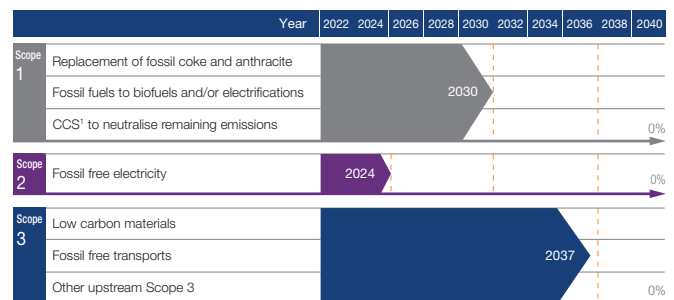 Year 2022 2024 2026 2028 2030 2032 2034 2036 2038 2040
Scope
1
Replacement of fossil coke and anthracite
Fossil fuels to biofuels and/or electrifications
2030
CCS¹ to neutralise remaining emissions
0%
Scope
2
Fossil free electricity
2024
0%
Scope
3
Low carbon materials
Fossil free transports
2037
Other upstream Scope 3
0%